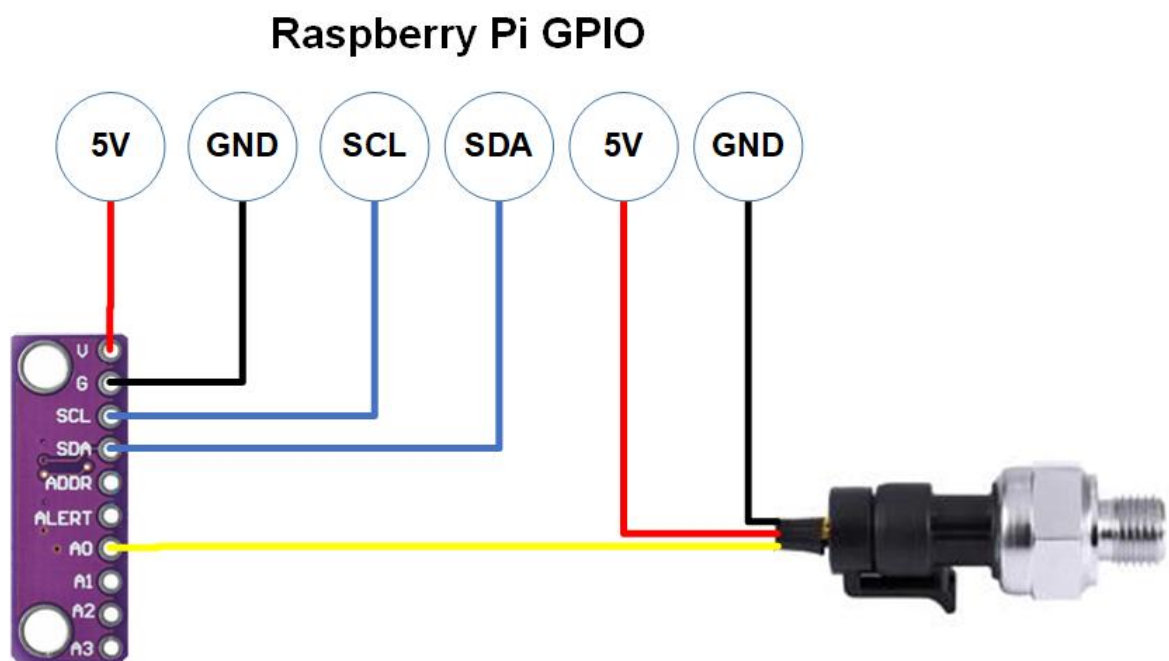 Raspberry Pi GPIO
5V GND SCL SDA 5V GND
V
G
SCL
SDA
ADDR
ALERT
A0
A1
A2
A3